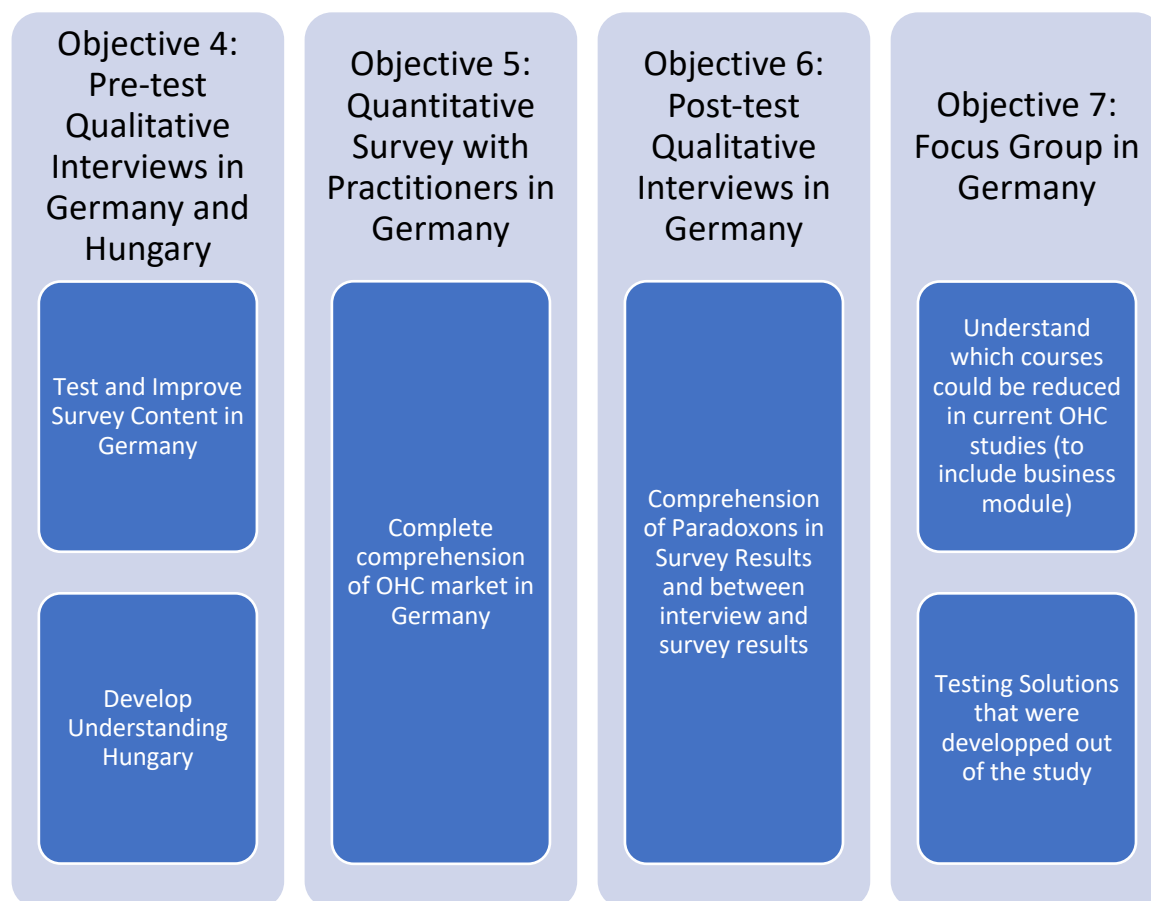 Objective 4:
Pre-test
Qualitative
Interviews in
Germany and
Hungary
Test and Improve
Survey Content in
Germany
Develop
Understanding
Hungary
Objective 5:
Quantitative
Survey with
Practitioners in
Germany
Complete
comprehension
of OHC market in
Germany
Objective 6:
Post-test
Qualitative
Interviews in
Germany
Comprehension
of Paradoxons in
Survey Results
and between
interview and
survey results
Objective 7:
Focus Group in
Germany
Understand
which courses
could be reduced
in current OHC
studies (to
include business
module)
Testing Solutions
that were
developped out
of the study